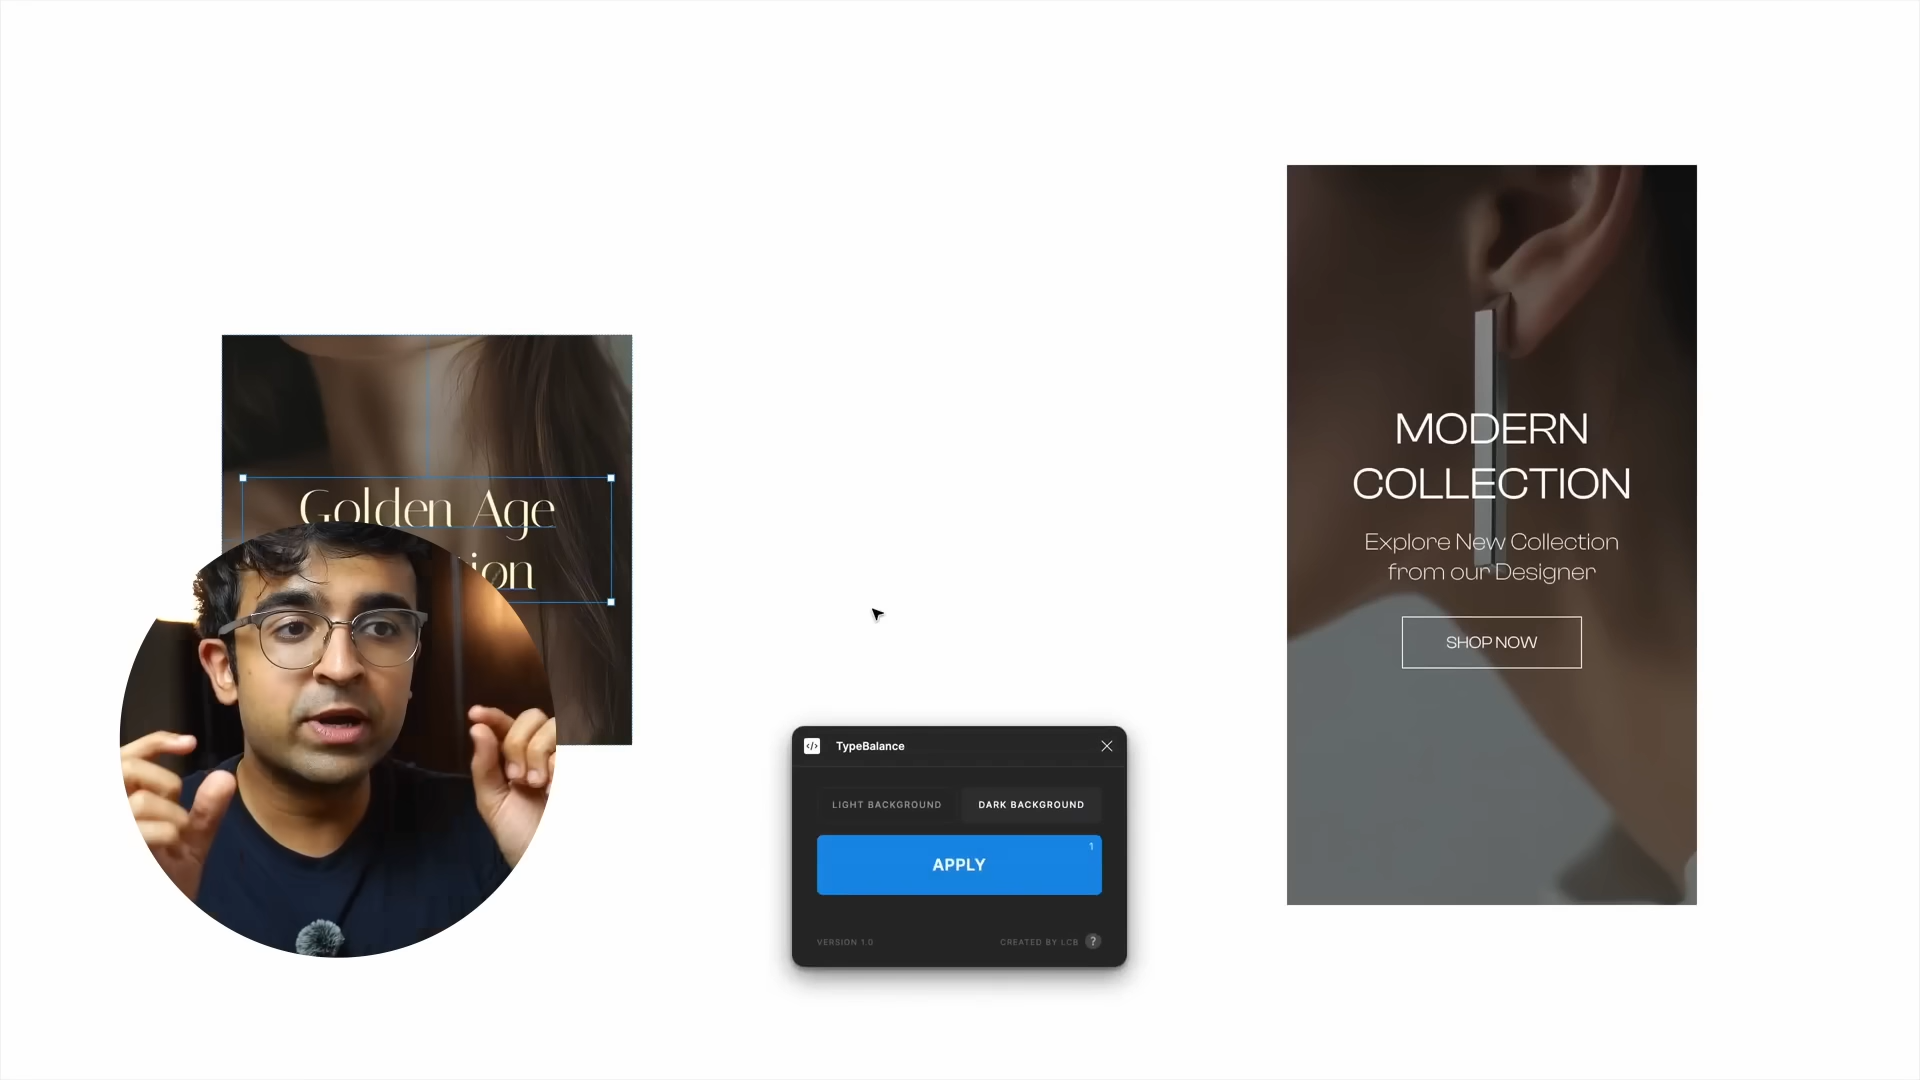 Golden Age
ion
MODERN
COLLECTION
Explore New Collection
from our Designer
SHOP NOW
</> TypeBalance
LIGHT BACKGROUND
DARK BACKGROUND
APPLY
1
VERSION 1.0
CREATED BY LCB ?